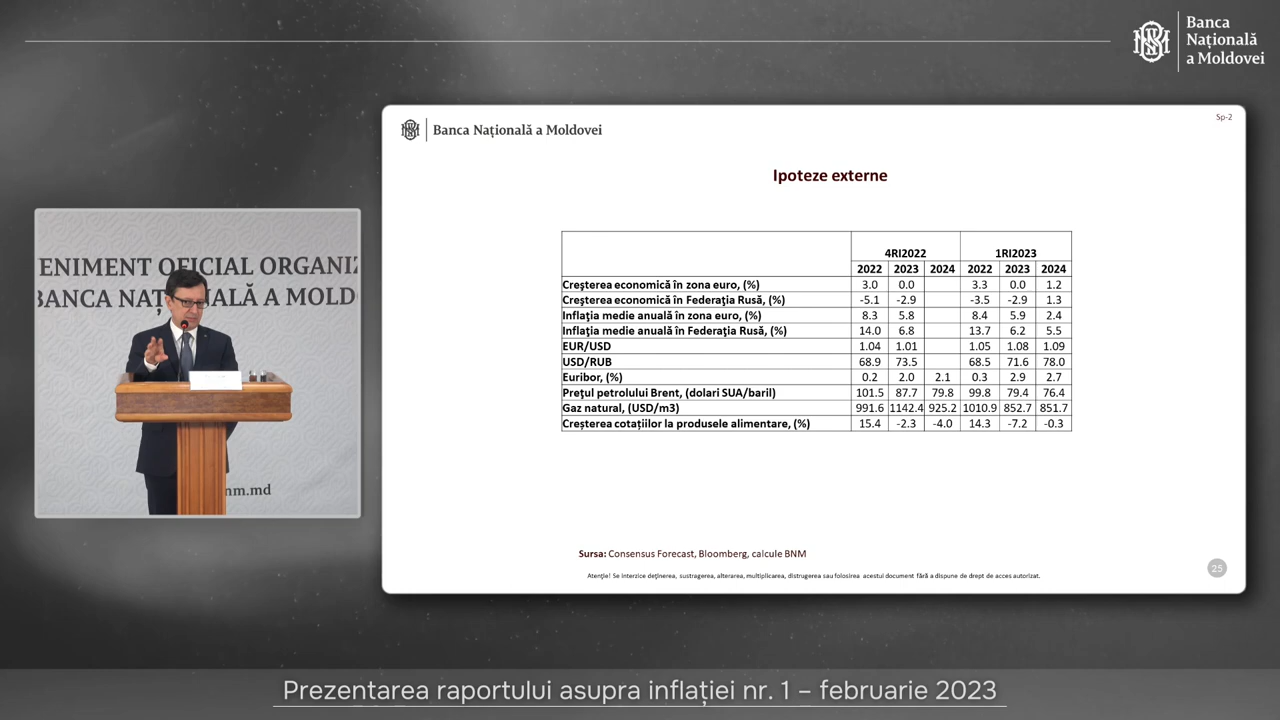 Banca
Națională
a Moldovei
Banca Națională a Moldovei
Sp-2
Ipoteze externe
4RI2022 1RI2023
2022 2023 2024 2022 2023 2024
Creşterea economică în zona euro, (%) 3.0 0.0 3.3 0.0 1.2
Creşterea economică în Federaţia Rusă, (%) -5.1 -2.9 -3.5 -2.9 1.3
Inflaţia medie anuală în zona euro, (%) 8.3 5.8 8.4 5.9 2.4
Inflaţia medie anuală în Federaţia Rusă, (%) 14.0 6.8 13.7 6.2 5.5
EUR/USD 1.04 1.01 1.05 1.08 1.09
USD/RUB 68.9 73.5 68.5 71.6 78.0
Euribor, (%) 0.2 2.0 2.1 0.3 2.9 2.7
Preţul petrolului Brent, (dolari SUA/baril) 101.5 87.7 79.8 99.8 79.4 76.4
Gaz natural, (USD/m3) 991.6 1142.4 925.2 1010.9 852.7 851.7
Creșterea cotațiilor la produsele alimentare, (%) 15.4 -2.3 -4.0 14.3 -7.2 -0.3
Sursa: Consensus Forecast, Bloomberg, calcule BNM
Atenţie! Se interzice deţinerea, sustragerea, alterarea, multiplicarea, distrugerea sau folosirea acestui document fără a dispune de drept de acces autorizat.
25
ENIMENT OFICIAL ORGANIZ
BANCA NAȚIONALĂ A MOLD
nm.md
Prezentarea raportului asupra inflației nr. 1 – februarie 2023